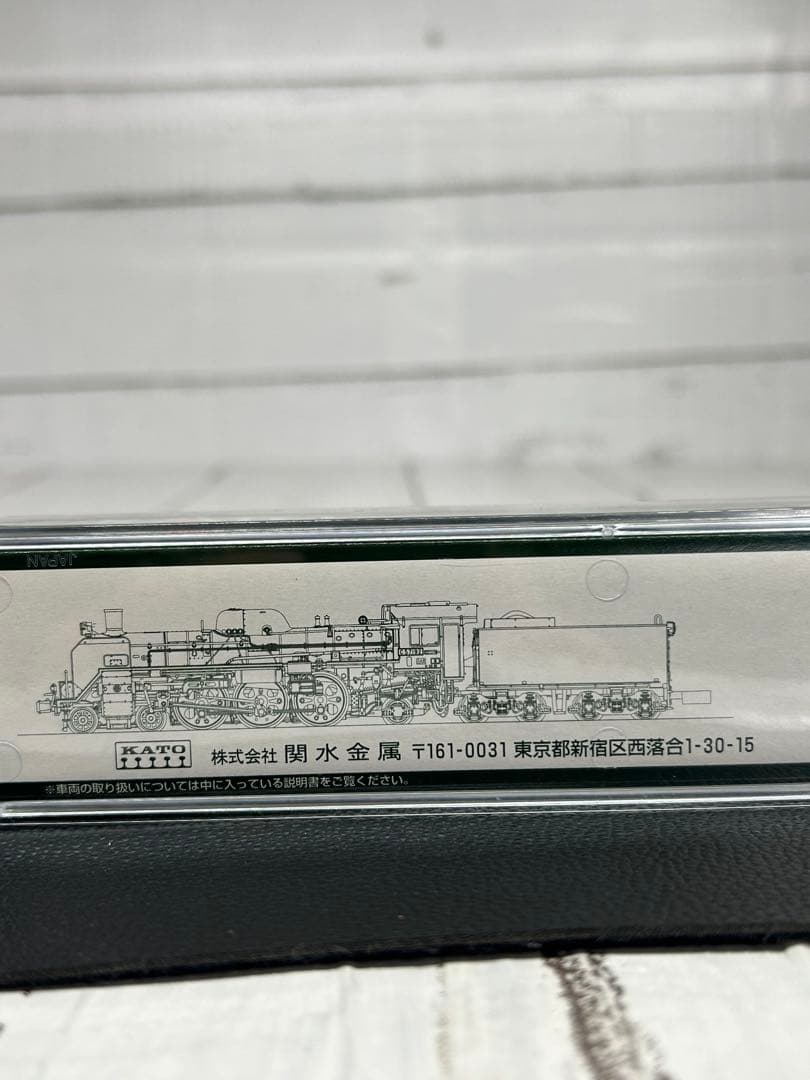 JAPAN
KATO
株式会社 関水金属 〒161-0031 東京都新宿区西落合1-30-15
※車両の取り扱いについては中に入っている説明書をご覧ください。